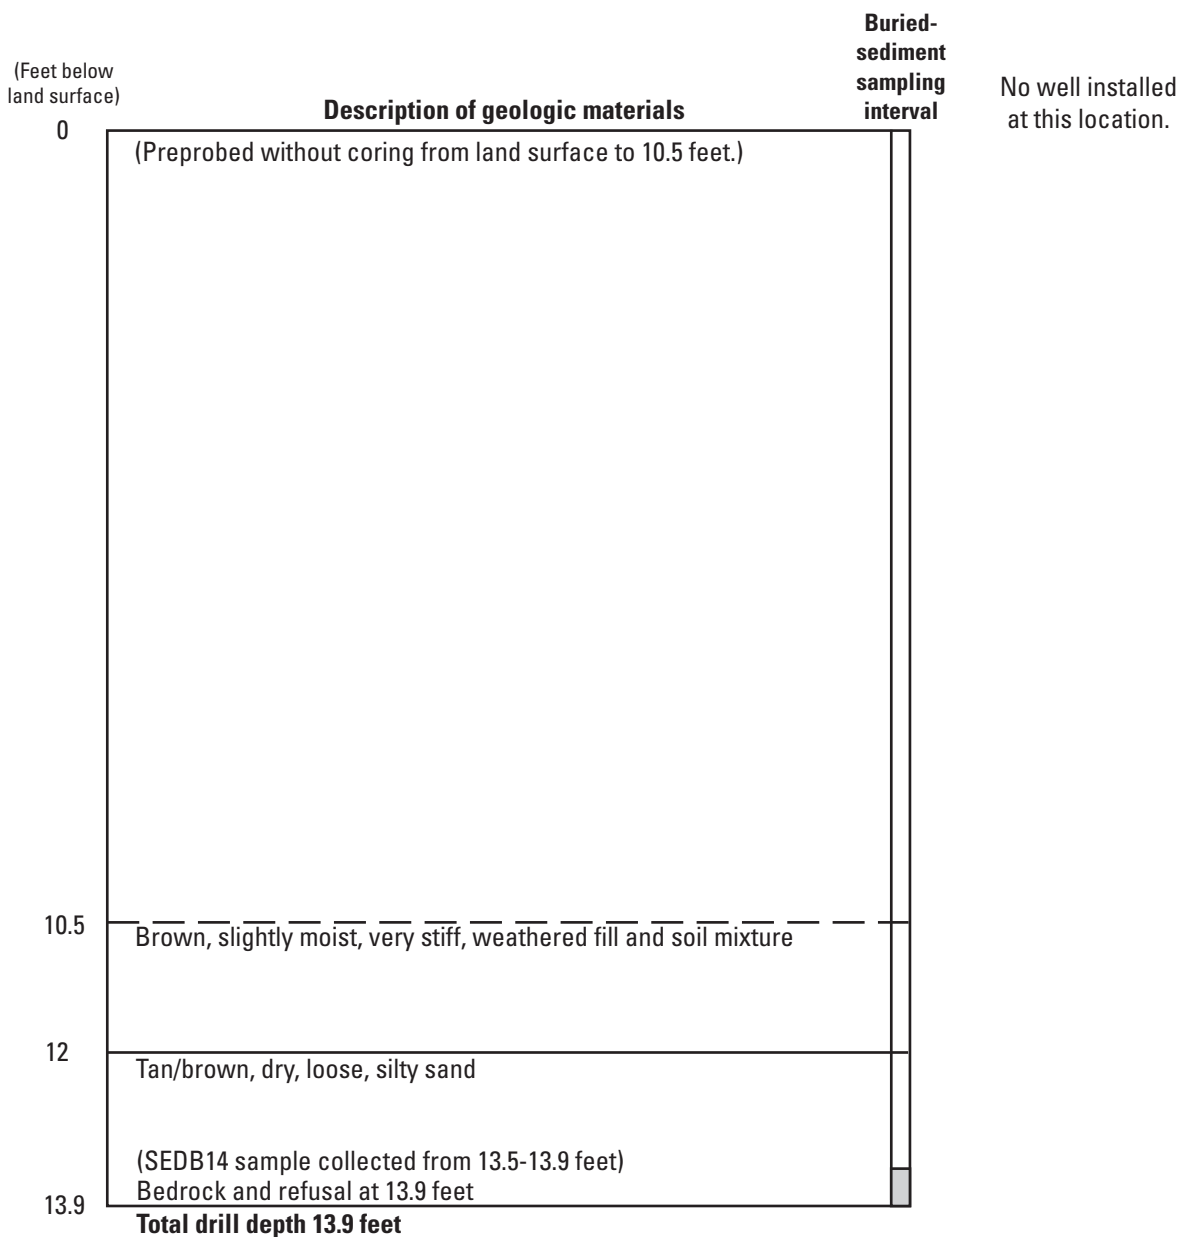 Buried-
sediment
sampling
interval
(Feet below
land surface)
Description of geologic materials
No well installed
at this location.
0
(Preprobed without coring from land surface to 10.5 feet.)
10.5
Brown, slightly moist, very stiff, weathered fill and soil mixture
12
Tan/brown, dry, loose, silty sand
(SEDB14 sample collected from 13.5-13.9 feet)
Bedrock and refusal at 13.9 feet
13.9
Total drill depth 13.9 feet